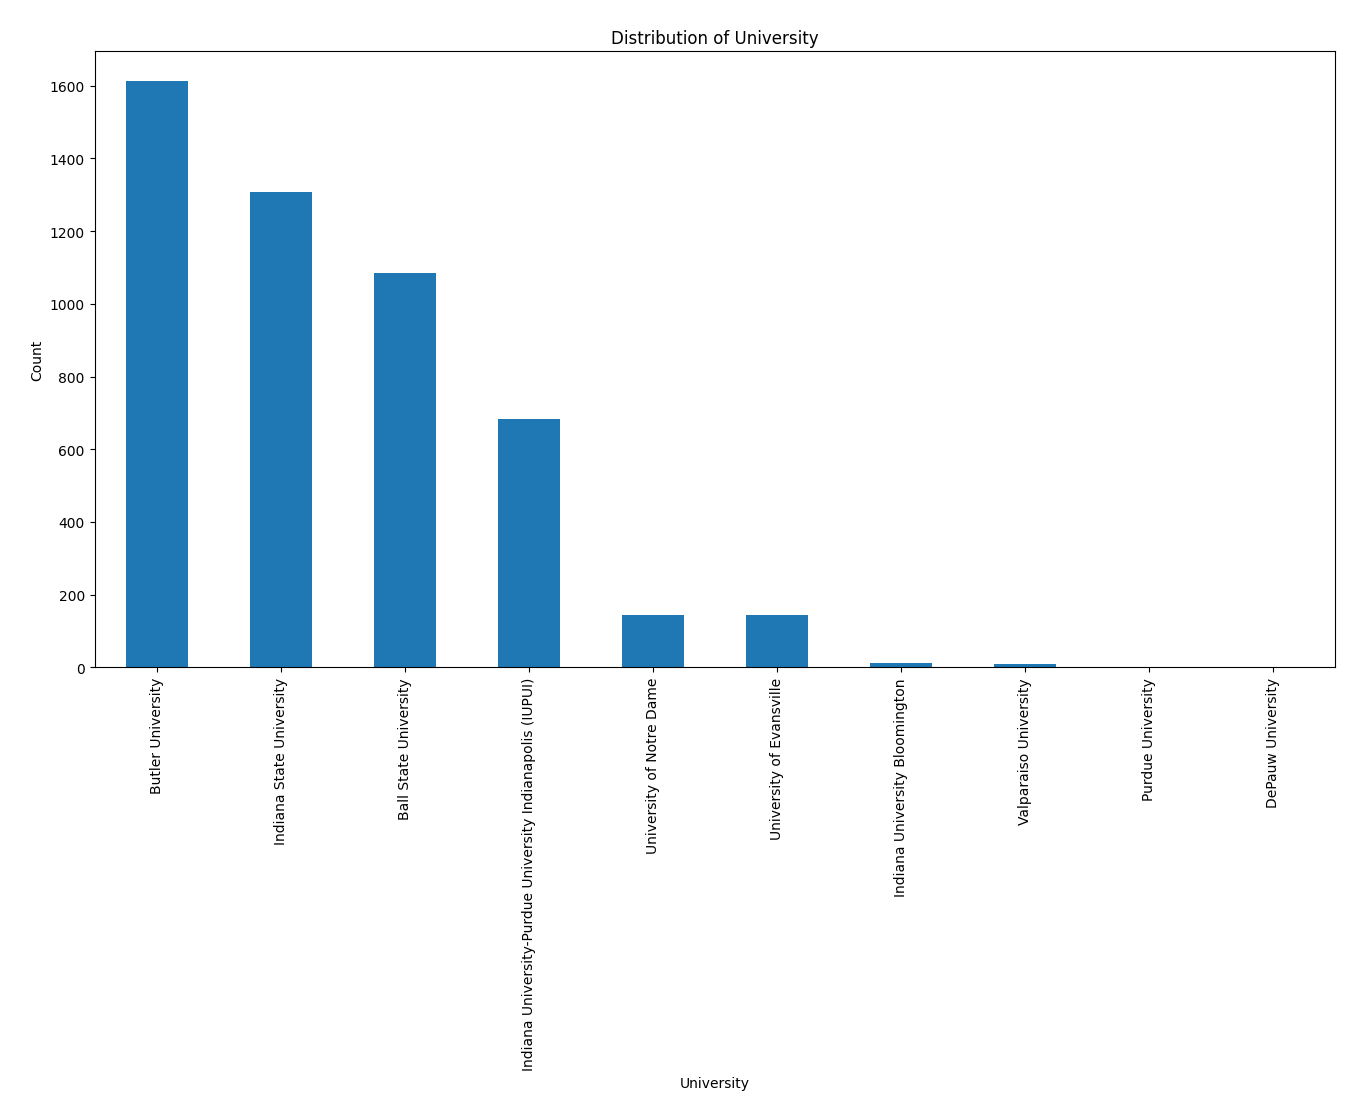 Distribution of University
Count
1600
1400
1200
1000
800
600
400
200
0
Butler University
Indiana State University
Ball State University
Indiana University-Purdue University Indianapolis (IUPUI)
University of Notre Dame
University of Evansville
Indiana University Bloomington
Valparaiso University
Purdue University
DePauw University
University